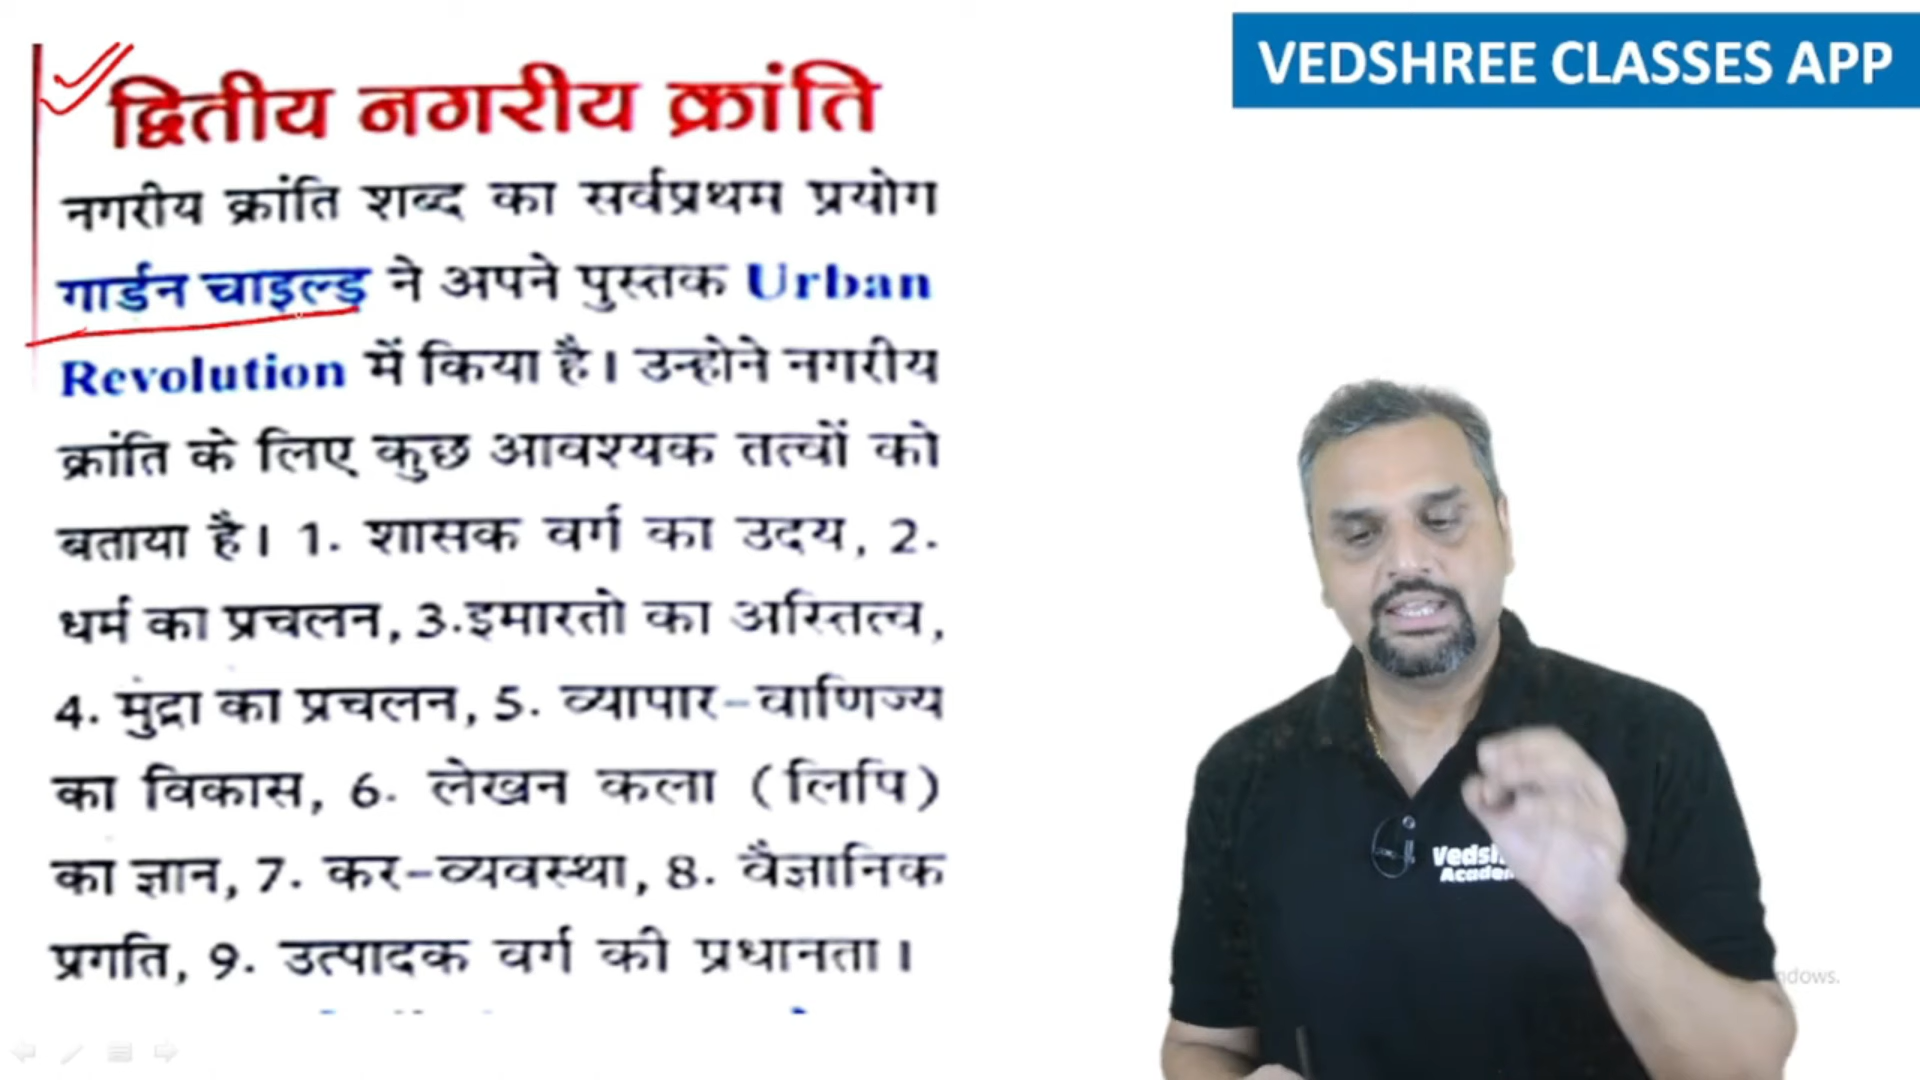 VEDSHREE CLASSES APP
द्वितीय नगरीय क्रांति
नगरीय क्रांति शब्द का सर्वप्रथम प्रयोग
गार्डन चाइल्ड ने अपने पुस्तक Urban
Revolution में किया है। उन्होने नगरीय
क्रांति के लिए कुछ आवश्यक तत्वों को
बताया है। 1. शासक वर्ग का उदय, 2.
धर्म का प्रचलन, 3.इमारतो का अस्तित्व,
4. मुंद्रा का प्रचलन, 5. व्यापार-वाणिज्य
का विकास, 6. लेखन कला (लिपि)
का ज्ञान, 7. कर-व्यवस्था, 8. वैज्ञानिक
प्रगति, 9. उत्पादक वर्ग की प्रधानता।